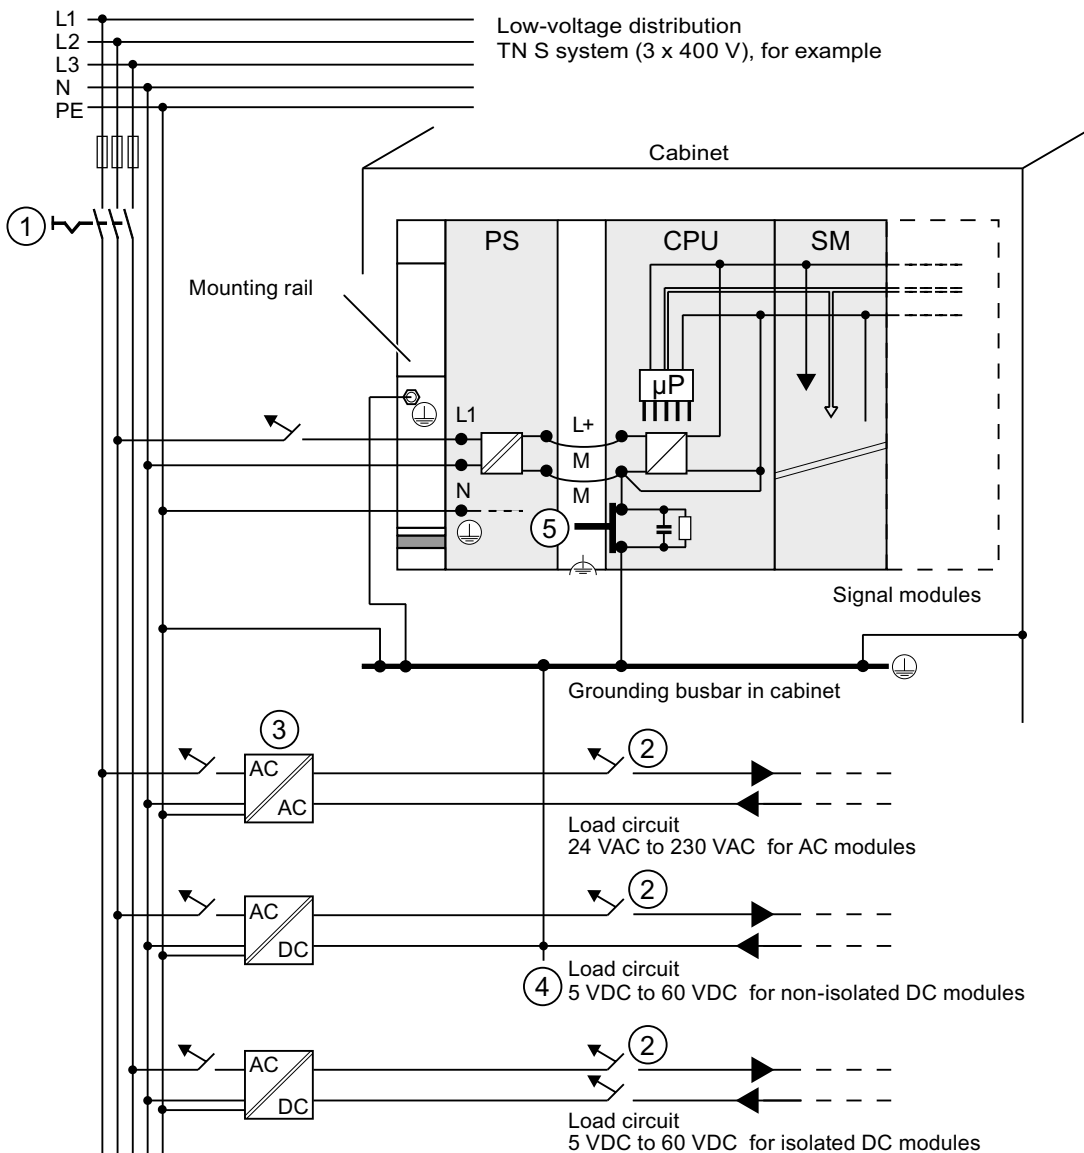 L1
L2
L3
N
PE
Low-voltage distribution
TN S system (3 x 400 V), for example
Cabinet
1
PS
CPU
SM
Mounting rail
µP
L1
L+
M
N
M
5
Signal modules
Grounding busbar in cabinet
3
2
AC
AC
Load circuit
24 VAC to 230 VAC for AC modules
2
AC
DC
4
Load circuit
5 VDC to 60 VDC for non-isolated DC modules
2
AC
DC
Load circuit
5 VDC to 60 VDC for isolated DC modules